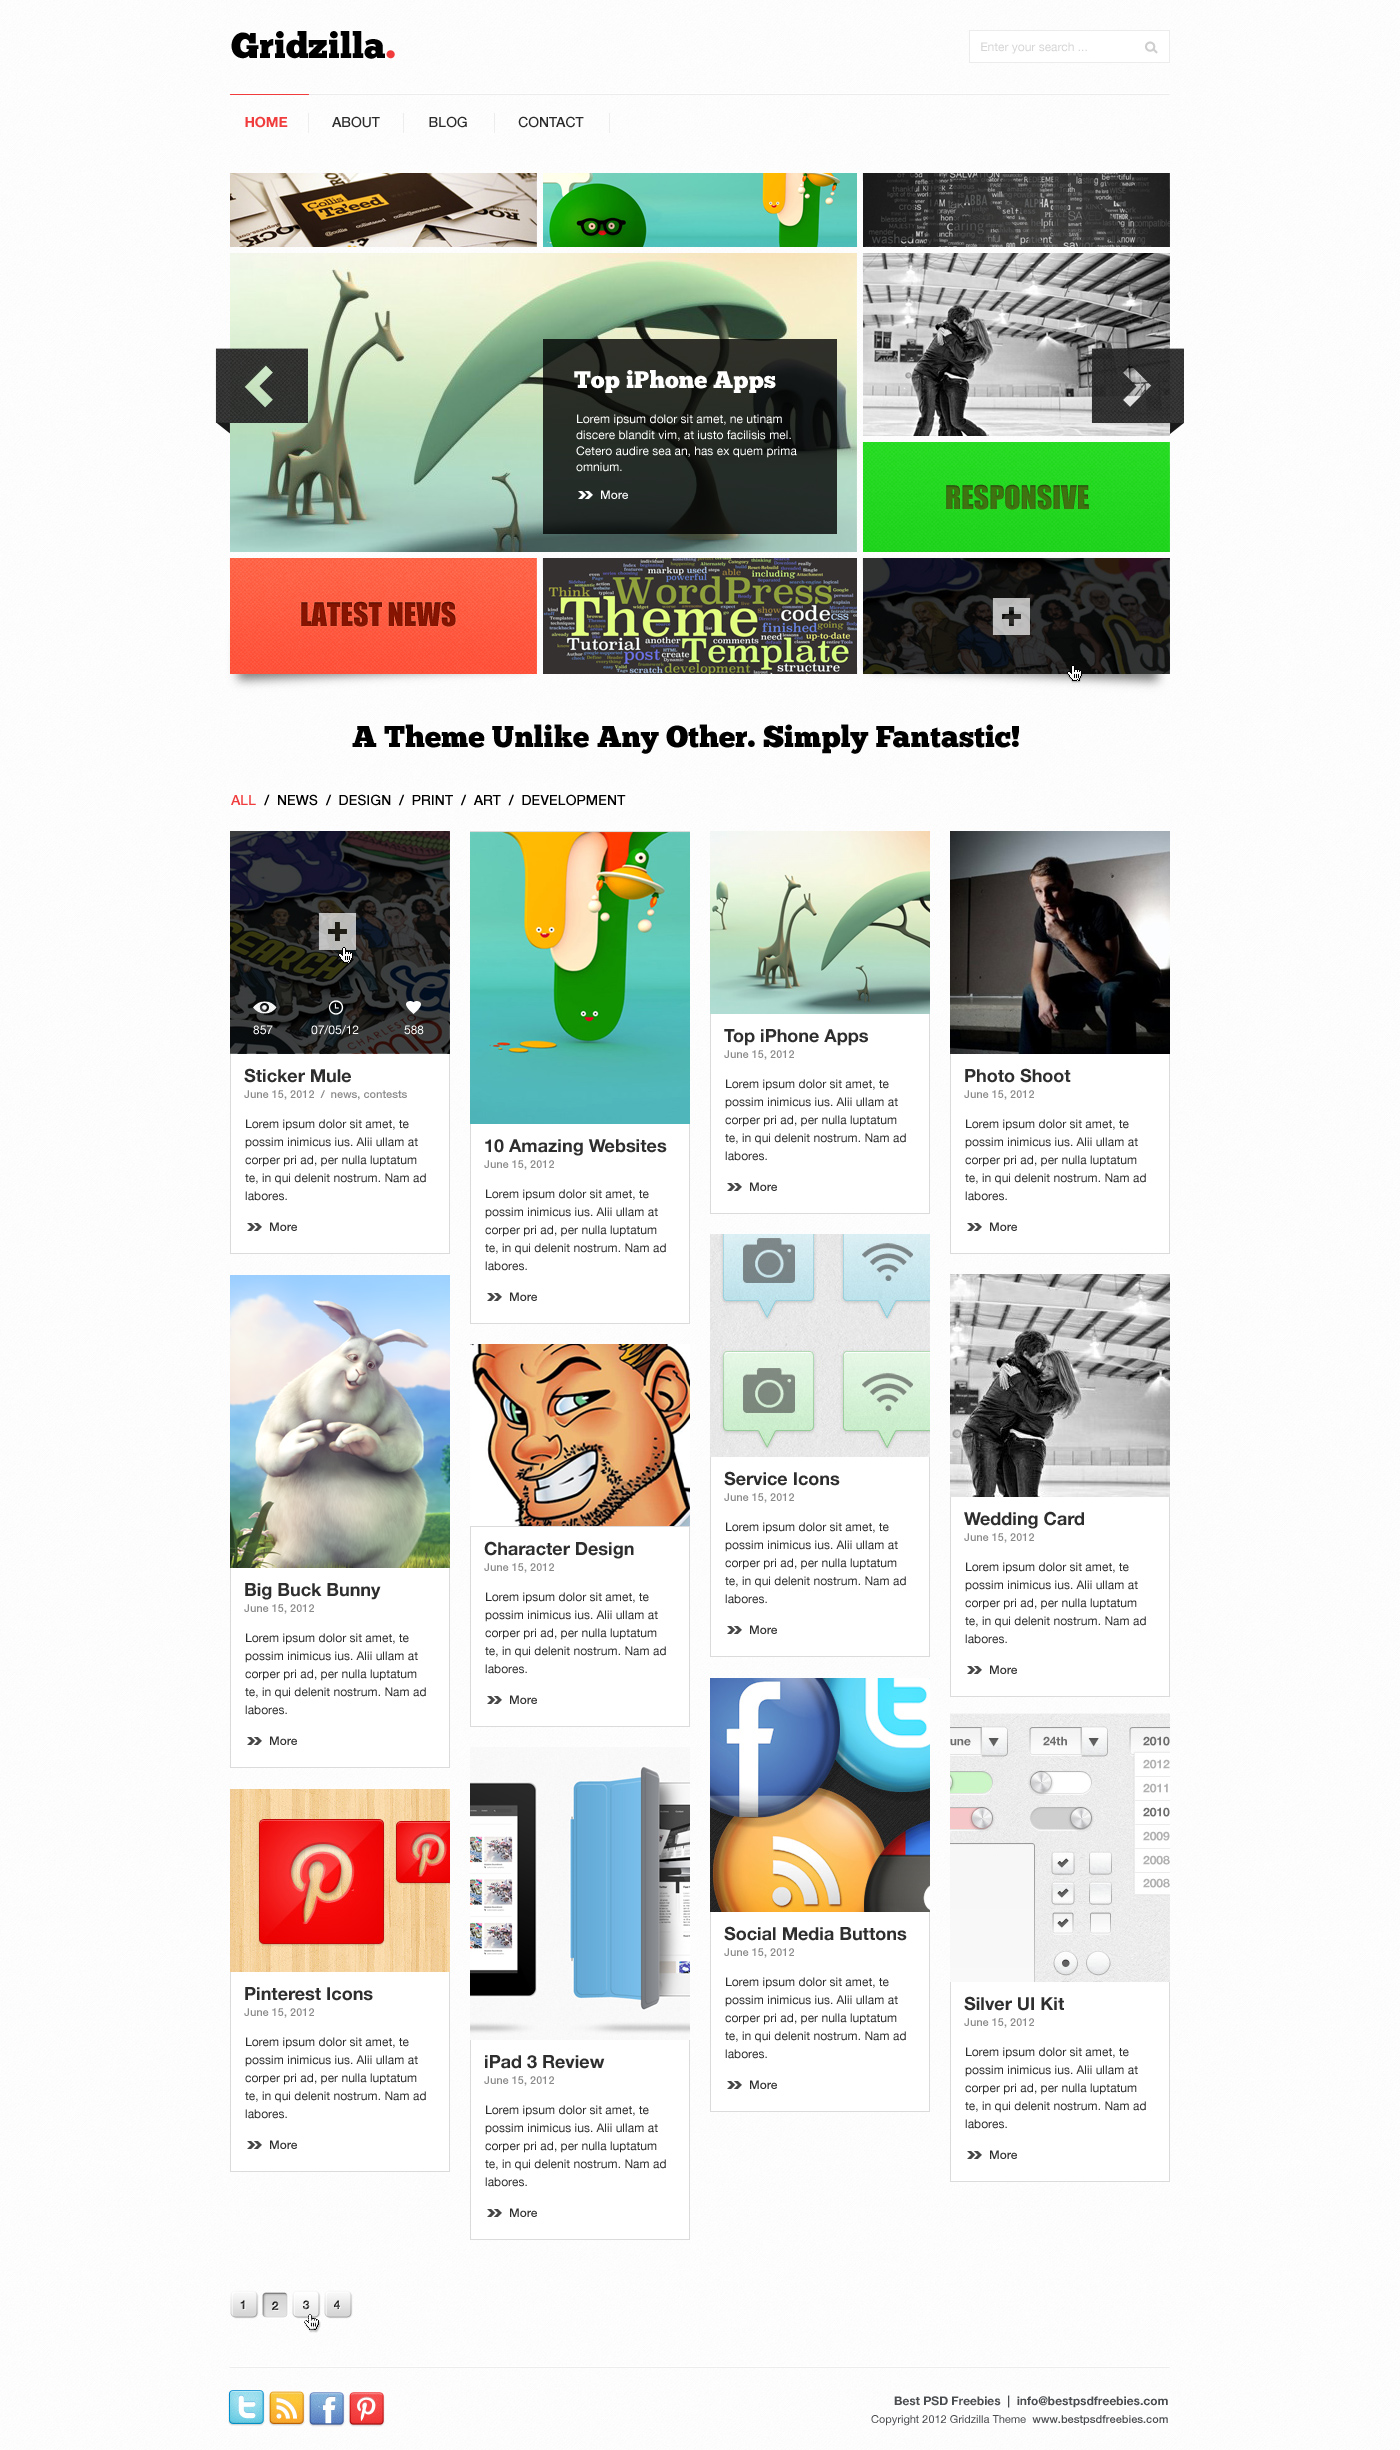 Gridzilla.
Enter your search ...
HOME
ABOUT
BLOG
CONTACT
Collis
Ta'eed
Top iPhone Apps
Lorem ipsum dolor sit amet, ne utinam
discere blandit vim, at iusto facilisis mel.
Cetero audire sea an, has ex quem prima
omnium.
More
RESPONSIVE
LATEST NEWS
Think
WordPress
Theme
code
css
finished
Tutorial
post
Template
development
structure
including
markup used
powerful
up-to-date
another
comments
create
scratch
show
going
need
able
A Theme Unlike Any Other. Simply Fantastic!
ALL / NEWS / DESIGN / PRINT / ART / DEVELOPMENT
SEARCH
857
07/05/12
588
Sticker Mule
June 15, 2012 / news, contests
Lorem ipsum dolor sit amet, te
possim inimicus ius. Alii ullam at
corper pri ad, per nulla luptatum
te, in qui delenit nostrum. Nam ad
labores.
More
10 Amazing Websites
June 15, 2012
Lorem ipsum dolor sit amet, te
possim inimicus ius. Alii ullam at
corper pri ad, per nulla luptatum
te, in qui delenit nostrum. Nam ad
labores.
More
Top iPhone Apps
June 15, 2012
Lorem ipsum dolor sit amet, te
possim inimicus ius. Alii ullam at
corper pri ad, per nulla luptatum
te, in qui delenit nostrum. Nam ad
labores.
More
Photo Shoot
June 15, 2012
Lorem ipsum dolor sit amet, te
possim inimicus ius. Alii ullam at
corper pri ad, per nulla luptatum
te, in qui delenit nostrum. Nam ad
labores.
More
Big Buck Bunny
June 15, 2012
Lorem ipsum dolor sit amet, te
possim inimicus ius. Alii ullam at
corper pri ad, per nulla luptatum
te, in qui delenit nostrum. Nam ad
labores.
More
Character Design
June 15, 2012
Lorem ipsum dolor sit amet, te
possim inimicus ius. Alii ullam at
corper pri ad, per nulla luptatum
te, in qui delenit nostrum. Nam ad
labores.
More
Service Icons
June 15, 2012
Lorem ipsum dolor sit amet, te
possim inimicus ius. Alii ullam at
corper pri ad, per nulla luptatum
te, in qui delenit nostrum. Nam ad
labores.
More
Wedding Card
June 15, 2012
Lorem ipsum dolor sit amet, te
possim inimicus ius. Alii ullam at
corper pri ad, per nulla luptatum
te, in qui delenit nostrum. Nam ad
labores.
More
Pinterest Icons
June 15, 2012
Lorem ipsum dolor sit amet, te
possim inimicus ius. Alii ullam at
corper pri ad, per nulla luptatum
te, in qui delenit nostrum. Nam ad
labores.
More
iPad 3 Review
June 15, 2012
Lorem ipsum dolor sit amet, te
possim inimicus ius. Alii ullam at
corper pri ad, per nulla luptatum
te, in qui delenit nostrum. Nam ad
labores.
More
Social Media Buttons
June 15, 2012
Lorem ipsum dolor sit amet, te
possim inimicus ius. Alii ullam at
corper pri ad, per nulla luptatum
te, in qui delenit nostrum. Nam ad
labores.
More
une
24th
2010
2012
2011
2010
2009
2008
2008
Silver UI Kit
June 15, 2012
Lorem ipsum dolor sit amet, te
possim inimicus ius. Alii ullam at
corper pri ad, per nulla luptatum
te, in qui delenit nostrum. Nam ad
labores.
More
1 2 3 4
Best PSD Freebies | info@bestpsdfreebies.com
Copyright 2012 Gridzilla Theme www.bestpsdfreebies.com